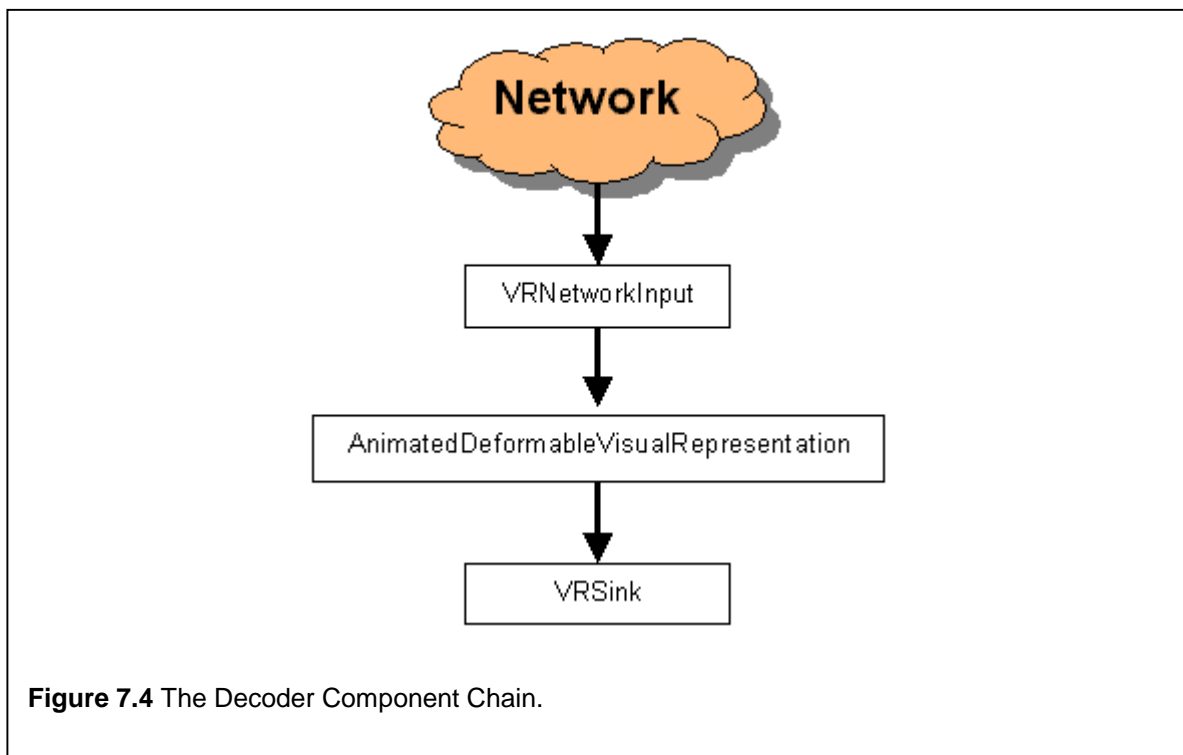 Network
VRNetworkInput
AnimatedDeformableVisualRepresentation
VRSink
Figure 7.4 The Decoder Component Chain.